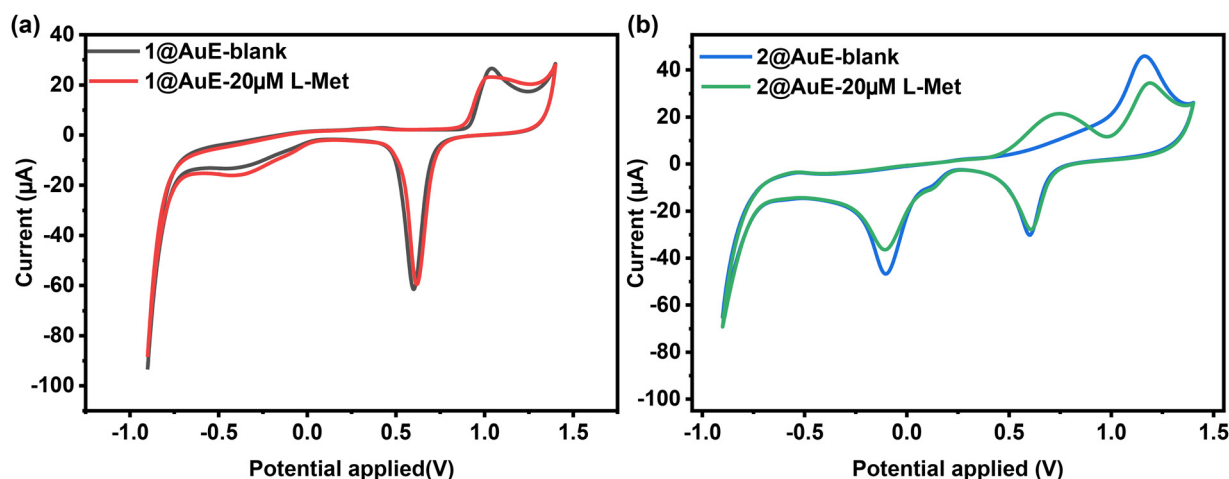 (a)
1@AuE-blank
1@AuE-20µM L-Met
40
20
0
-20
-40
-60
-80
-100
Current (µA)
-1.0 -0.5 0.0 0.5 1.0 1.5
Potential applied(V)
(b)
2@AuE-blank
2@AuE-20µM L-Met
40
20
0
-20
-40
-60
-80
-100
Current (µA)
-1.0 -0.5 0.0 0.5 1.0 1.5
Potential applied (V)